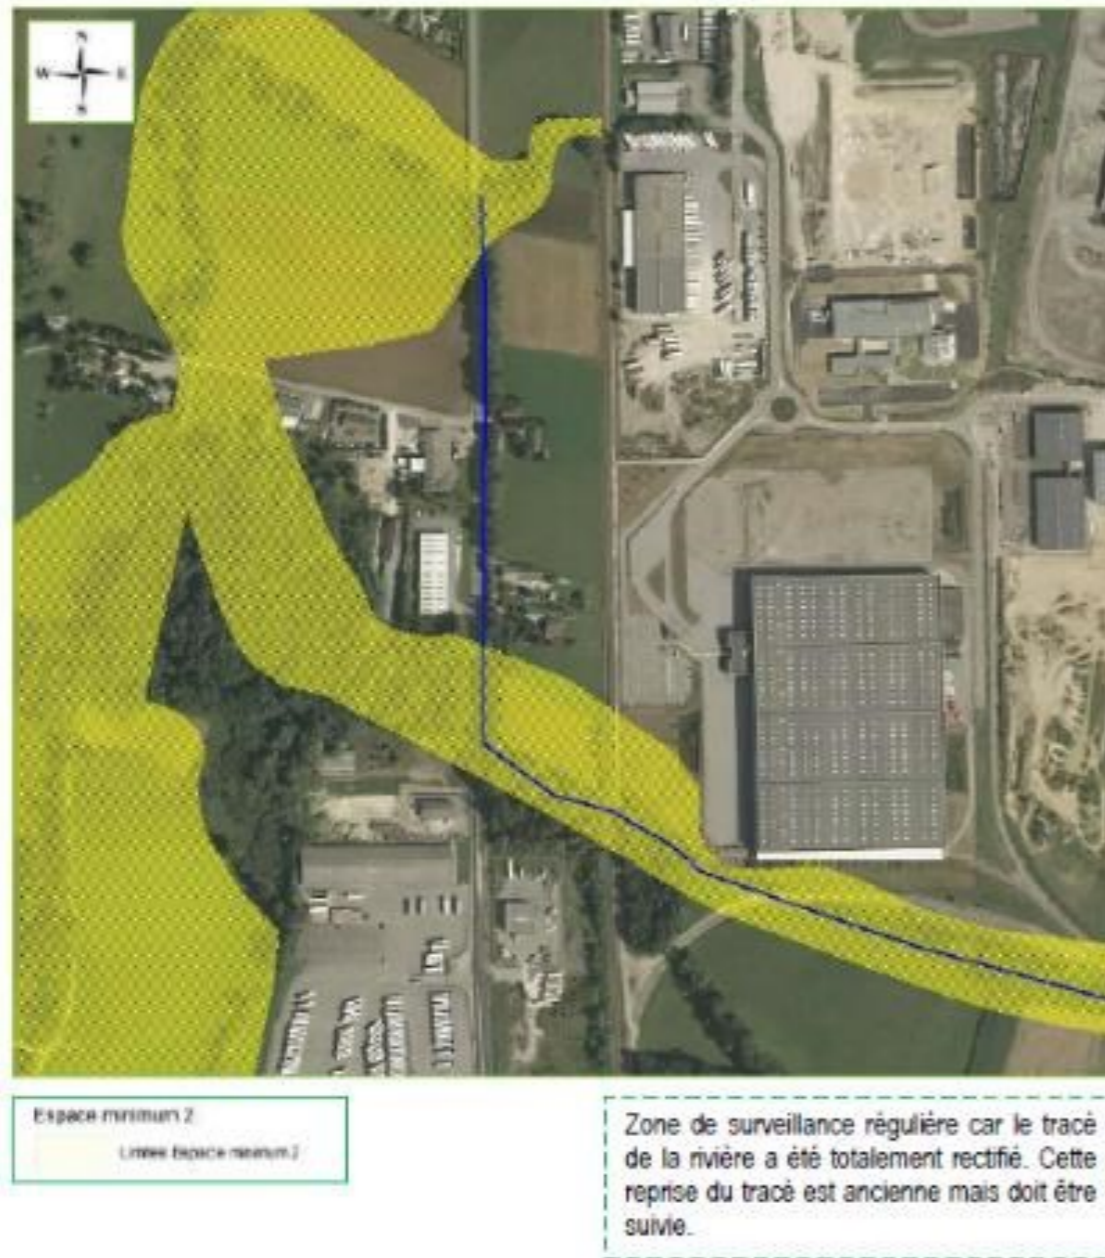 N
W E
S
Espace minimum 2
Limites Espace minimum 2
Zone de surveillance régulière car le tracé
de la rivière a été totalement rectifié. Cette
reprise du tracé est ancienne mais doit être
suivie.